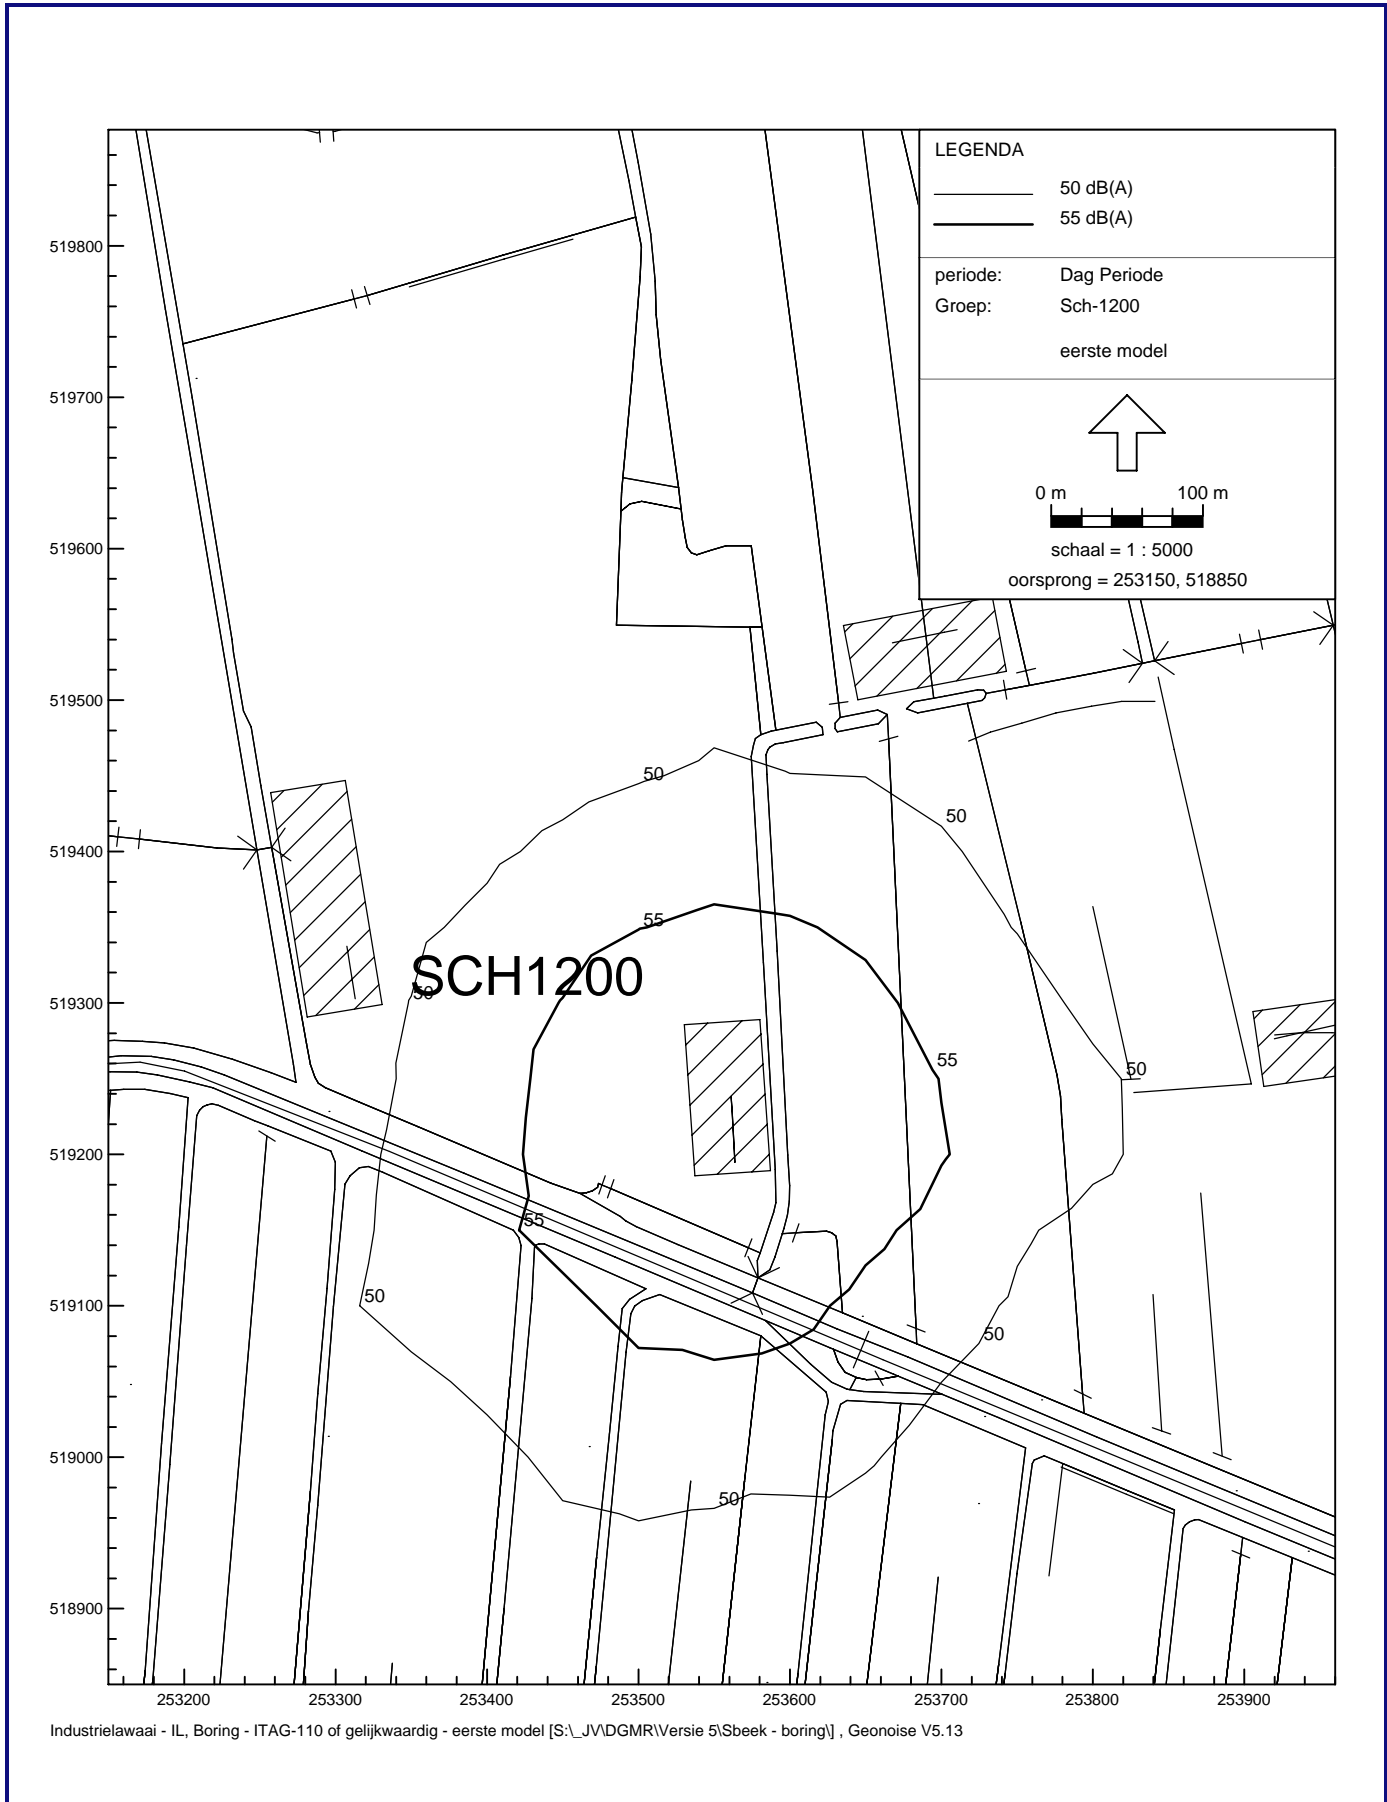 LEGENDA
50 dB(A)
55 dB(A)
periode: Dag Periode
Groep: Sch-1200
eerste model
0 m 100 m
schaal = 1 : 5000
oorsprong = 253150, 518850
519800
519700
519600
519500
519400
519300
519200
519100
519000
518900
50
50
55
SCH1200
50
55
50
55
50
50
50
253200 253300 253400 253500 253600 253700 253800 253900
Industrielawaai - IL, Boring - ITAG-110 of gelijkwaardig - eerste model [S:\_JV\DGMR\Versie 5\Sbeek - boring\] , Geonoise V5.13